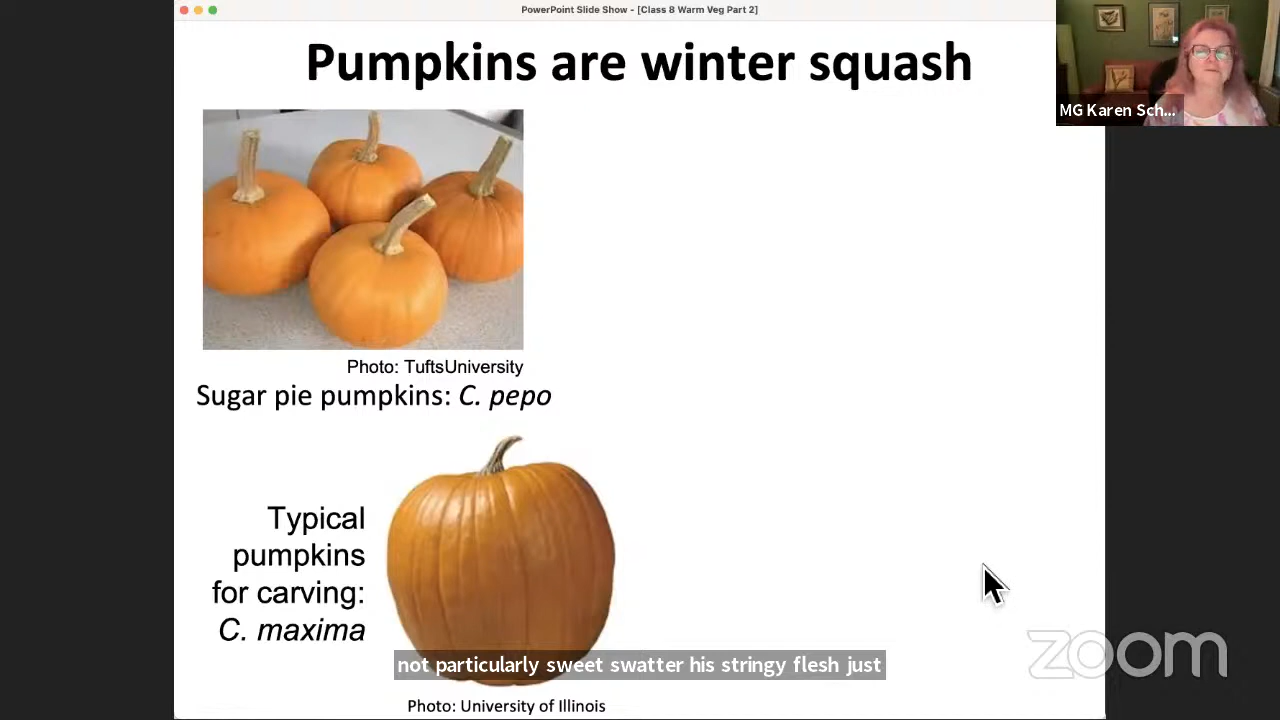 PowerPoint Slide Show - [Class 8 Warm Veg Part 2]
Pumpkins are winter squash
MG Karen Sch...
Photo: TuftsUniversity
Sugar pie pumpkins: C. pepo
Typical
pumpkins
for carving:
C. maxima
not particularly sweet swatter his stringy flesh just
zoom
Photo: University of Illinois